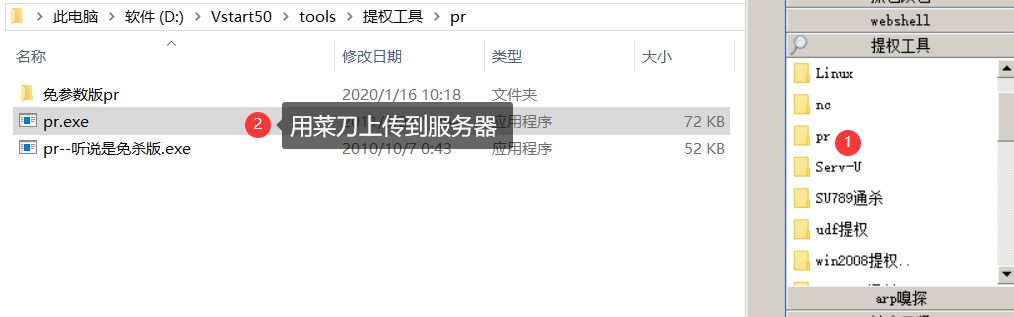 此电脑 > 软件 (D:) > Vstart50 > tools > 提权工具 > pr
名称 修改日期 类型 大小
免参数版pr 2020/1/16 10:18 文件夹
pr.exe 应用程序 72 KB
2 用菜刀上传到服务器
pr--听说是免杀版.exe 2010/10/7 0:43 应用程序 52 KB
webshell
提权工具
Linux
nc
pr 1
Serv-U
SU789通杀
udf提权
win2008提权..
arp嗅探